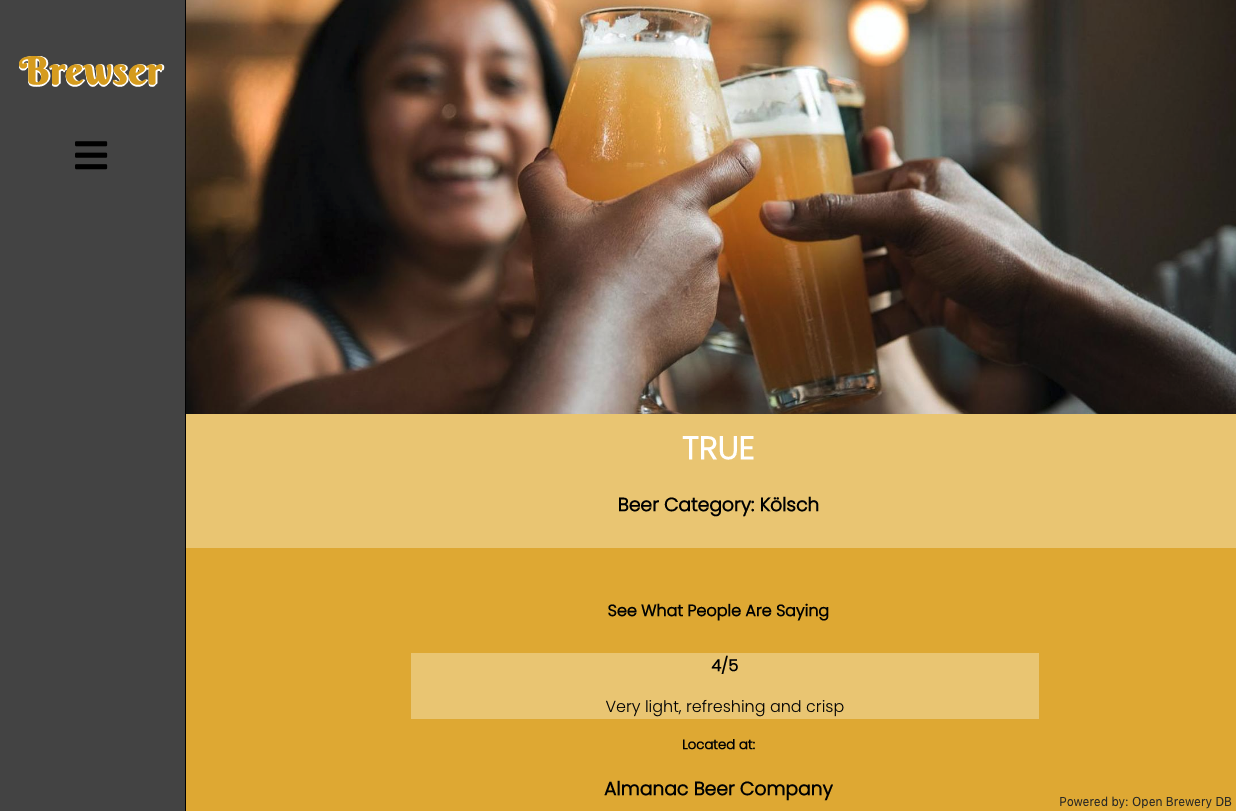 Brewser
TRUE
Beer Category: Kölsch
See What People Are Saying
4/5
Very light, refreshing and crisp
Located at:
Almanac Beer Company
Powered by: Open Brewery DB